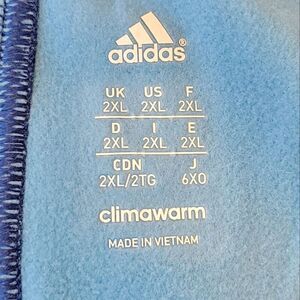 adidas®
UK US F
2XL 2XL 2XL
D I E
2XL 2XL 2XL
CDN J
2XL/2TG 6XO
climawarm
MADE IN VIETNAM